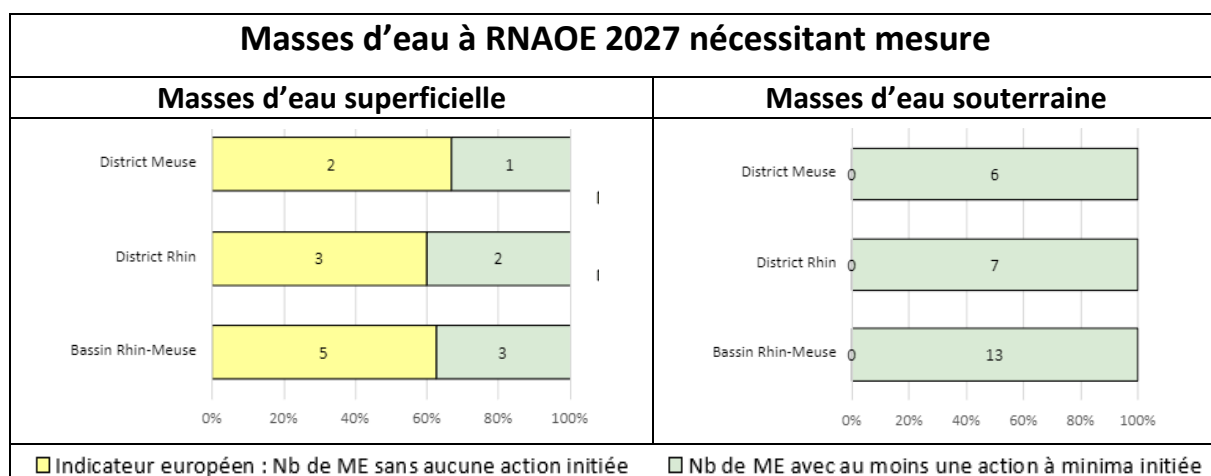 Masses d’eau à RNAOE 2027 nécessitant mesure
Masses d’eau superficielle
Masses d’eau souterraine
District Meuse
2
1
District Rhin
3
2
Bassin Rhin-Meuse
5
3
0% 20% 40% 60% 80% 100%
District Meuse
0
6
District Rhin
0
7
Bassin Rhin-Meuse
0
13
0% 20% 40% 60% 80% 100%
Indicateur européen : Nb de ME sans aucune action initiée
Nb de ME avec au moins une action à minima initiée